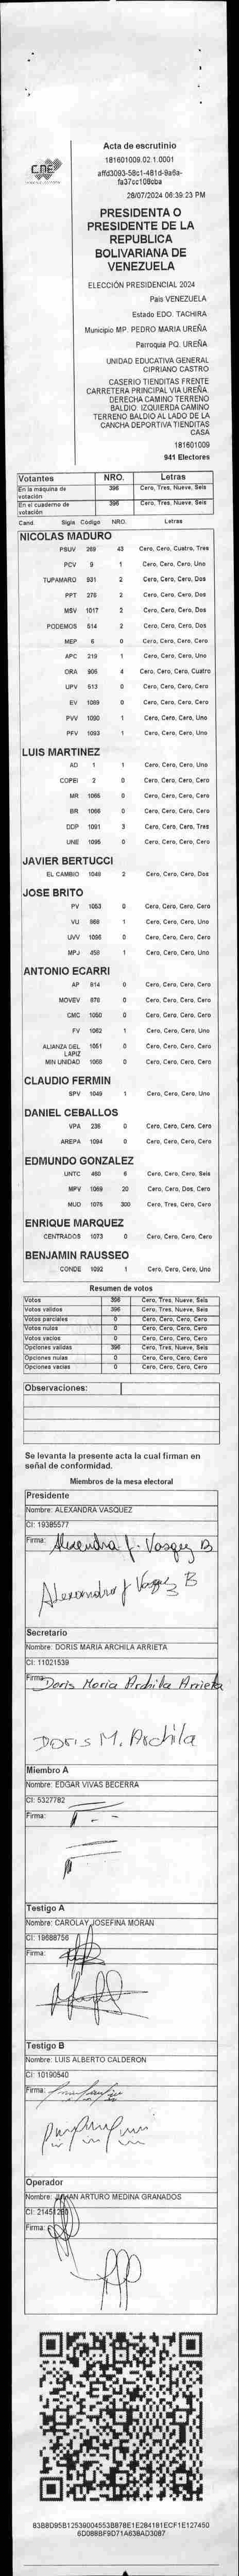 CNE
Acta de escrutinio
181601009.02.1.0001
affd3093-58c1-481d-9a6a-
fa37cc108cba
28/07/2024 06:39:23 PM
PRESIDENTA O
PRESIDENTE DE LA
REPUBLICA
BOLIVARIANA DE
VENEZUELA
ELECCIÓN PRESIDENCIAL 2024
País VENEZUELA
Estado EDO. TACHIRA
Municipio MP. PEDRO MARIA UREÑA
Parroquia PQ. UREÑA
UNIDAD EDUCATIVA GENERAL
CIPRIANO CASTRO
CASERIO TIENDITAS FRENTE
CARRETERA PRINCIPAL VIA UREÑA.
DERECHA CAMINO TERRENO
BALDIO. IZQUIERDA CAMINO
TERRENO BALDIO AL LADO DE LA
CANCHA DEPORTIVA TIENDITAS
CASA
181601009
941 Electores
Votantes NRO. Letras
En la máquina de votación 396 Cero, Tres, Nueve, Seis
En el cuaderno de votación 396 Cero, Tres, Nueve, Seis
Cand. Sigla Código NRO. Letras
NICOLAS MADURO
PSUV 269 43 Cero, Cero, Cuatro, Tres
PCV 9 1 Cero, Cero, Cero, Uno
TUPAMARO 931 2 Cero, Cero, Cero, Dos
PPT 276 2 Cero, Cero, Cero, Dos
MSV 1017 2 Cero, Cero, Cero, Dos
PODEMOS 514 2 Cero, Cero, Cero, Dos
MEP 6 0 Cero, Cero, Cero, Cero
APC 219 1 Cero, Cero, Cero, Uno
ORA 906 4 Cero, Cero, Cero, Cuatro
UPV 513 0 Cero, Cero, Cero, Cero
EV 1089 0 Cero, Cero, Cero, Cero
PVV 1090 1 Cero, Cero, Cero, Uno
PFV 1093 1 Cero, Cero, Cero, Uno
LUIS MARTINEZ
AD 1 1 Cero, Cero, Cero, Uno
COPEI 2 0 Cero, Cero, Cero, Cero
MR 1065 0 Cero, Cero, Cero, Cero
BR 1066 0 Cero, Cero, Cero, Cero
DDP 1091 3 Cero, Cero, Cero, Tres
UNE 1095 0 Cero, Cero, Cero, Cero
JAVIER BERTUCCI
EL CAMBIO 1048 2 Cero, Cero, Cero, Dos
JOSE BRITO
PV 1053 0 Cero, Cero, Cero, Cero
VU 868 1 Cero, Cero, Cero, Uno
UVV 1096 0 Cero, Cero, Cero, Cero
MPJ 458 1 Cero, Cero, Cero, Uno
ANTONIO ECARRI
AP 814 0 Cero, Cero, Cero, Cero
MOVEV 878 0 Cero, Cero, Cero, Cero
CMC 1050 0 Cero, Cero, Cero, Cero
FV 1062 1 Cero, Cero, Cero, Uno
ALIANZA DEL LAPIZ 1051 0 Cero, Cero, Cero, Cero
MIN UNIDAD 1068 0 Cero, Cero, Cero, Cero
CLAUDIO FERMIN
SPV 1049 1 Cero, Cero, Cero, Uno
DANIEL CEBALLOS
VPA 236 0 Cero, Cero, Cero, Cero
AREPA 1094 0 Cero, Cero, Cero, Cero
EDMUNDO GONZALEZ
UNTC 460 6 Cero, Cero, Cero, Seis
MPV 1069 20 Cero, Cero, Dos, Cero
MUD 1075 300 Cero, Tres, Cero, Cero
ENRIQUE MARQUEZ
CENTRADOS 1073 0 Cero, Cero, Cero, Cero
BENJAMIN RAUSSEO
CONDE 1092 1 Cero, Cero, Cero, Uno
Resumen de votos
Votos 396 Cero, Tres, Nueve, Seis
Votos validos 396 Cero, Tres, Nueve, Seis
Votos parciales 0 Cero, Cero, Cero, Cero
Votos nulos 0 Cero, Cero, Cero, Cero
Votos vacios 0 Cero, Cero, Cero, Cero
Opciones validas 396 Cero, Tres, Nueve, Seis
Opciones nulas 0 Cero, Cero, Cero, Cero
Opciones vacias 0 Cero, Cero, Cero, Cero
Observaciones:
Se levanta la presente acta la cual firman en
señal de conformidad.
Miembros de la mesa electoral
Presidente
Nombre: ALEXANDRA VASQUEZ
CI: 19385577
Firma: Alexandra J. Vasquez B
Alexandra J Vasquez B
Secretario
Nombre: DORIS MARIA ARCHILA ARRIETA
CI: 11021539
Firma: Doris Maria Archila Arrieta
Doris M. Archila
Miembro A
Nombre: EDGAR VIVAS BECERRA
CI: 5327782
Firma:
Testigo A
Nombre: CAROLAY JOSEFINA MORAN
CI: 19688756
Firma:
Testigo B
Nombre: LUIS ALBERTO CALDERON
CI: 10190540
Firma:
Operador
Nombre: ARTURO MEDINA GRANADOS
CI:
Firma:
83B8D95B12539004553B878E1E284181ECF1E127450
6D088BF9D71A638AD3087